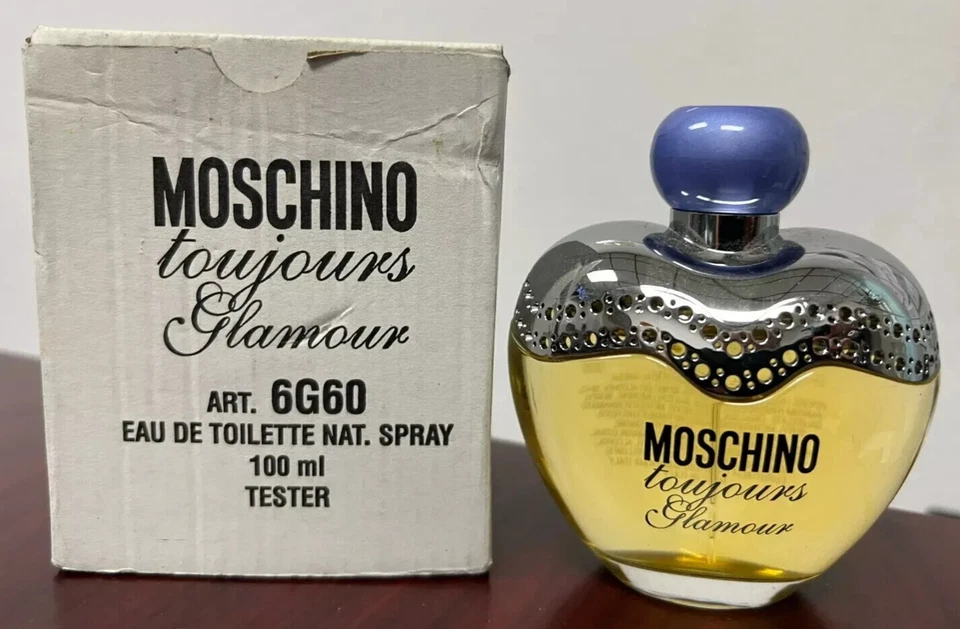 MOSCHINO
toujours
Glamour
ART. 6G60
EAU DE TOILETTE NAT. SPRAY
100 ml
TESTER
MOSCHINO
toujours
Glamour